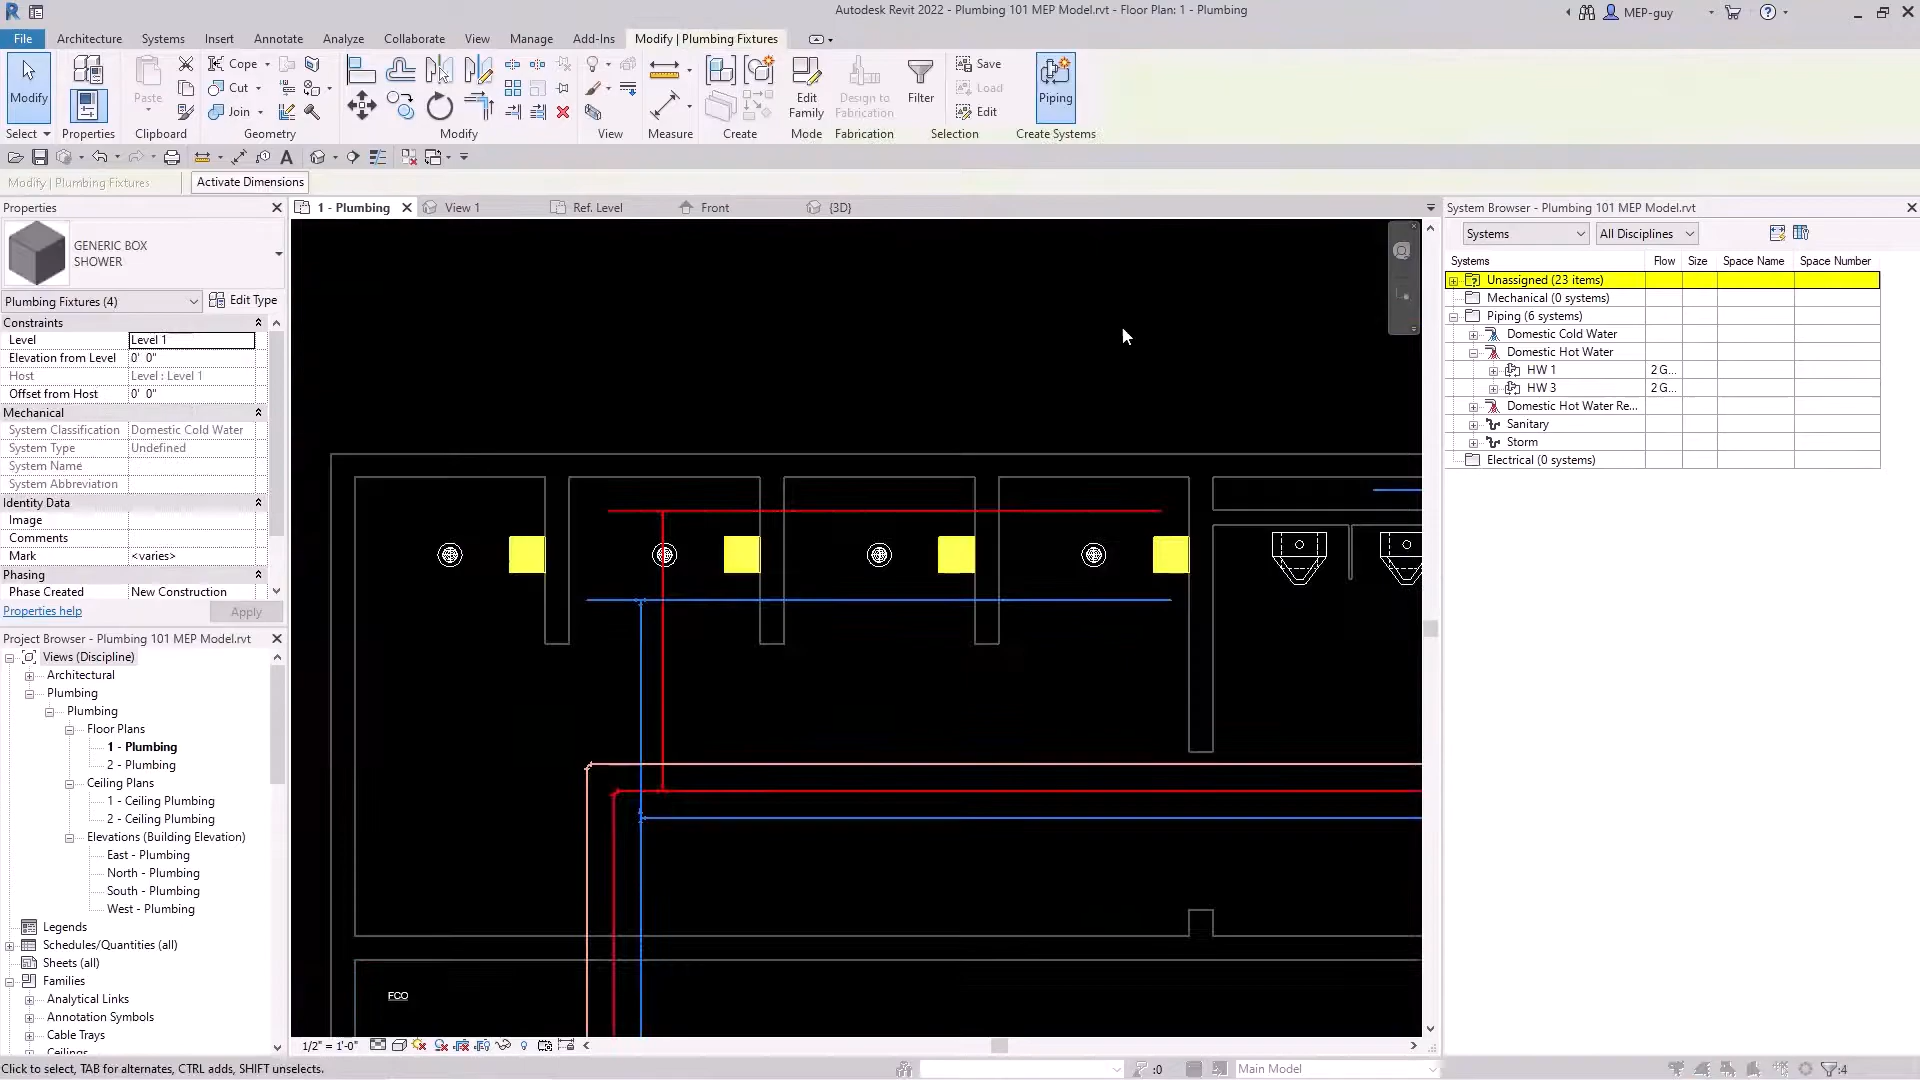 Autodesk Revit 2022 - Plumbing 101 MEP Model.rvt - Floor Plan: 1 - Plumbing
MEP-guy
File Architecture Systems Insert Annotate Analyze Collaborate View Manage Add-Ins Modify | Plumbing Fixtures
Modify
Paste
Cope
Cut
Join
Edit Family
Design to Fabrication
Filter
Save
Load
Edit
Piping
Select Properties Clipboard Geometry Modify View Measure Create Mode Fabrication Selection Create Systems
Modify | Plumbing Fixtures
Activate Dimensions
Properties
GENERIC BOX
SHOWER
Plumbing Fixtures (4)
Edit Type
Constraints
Level Level 1
Elevation from Level 0' 0"
Host Level : Level 1
Offset from Host 0' 0"
Mechanical
System Classification Domestic Cold Water
System Type Undefined
System Name
System Abbreviation
Identity Data
Image
Comments
Mark <varies>
Phasing
Phase Created New Construction
Properties help
Apply
Project Browser - Plumbing 101 MEP Model.rvt
Views (Discipline)
Architectural
Plumbing
Plumbing
Floor Plans
1 - Plumbing
2 - Plumbing
Ceiling Plans
1 - Ceiling Plumbing
2 - Ceiling Plumbing
Elevations (Building Elevation)
East - Plumbing
North - Plumbing
South - Plumbing
West - Plumbing
Legends
Schedules/Quantities (all)
Sheets (all)
Families
Analytical Links
Annotation Symbols
Cable Trays
Ceilings
1 - Plumbing View 1 Ref. Level Front {3D}
FCO
1/2" = 1'-0"
System Browser - Plumbing 101 MEP Model.rvt
Systems All Disciplines
Systems Flow Size Space Name Space Number
Unassigned (23 items)
Mechanical (0 systems)
Piping (6 systems)
Domestic Cold Water
Domestic Hot Water
HW 1 2 G...
HW 3 2 G...
Domestic Hot Water Re...
Sanitary
Storm
Electrical (0 systems)
Click to select, TAB for alternates, CTRL adds, SHIFT unselects.
:0
Main Model
:4